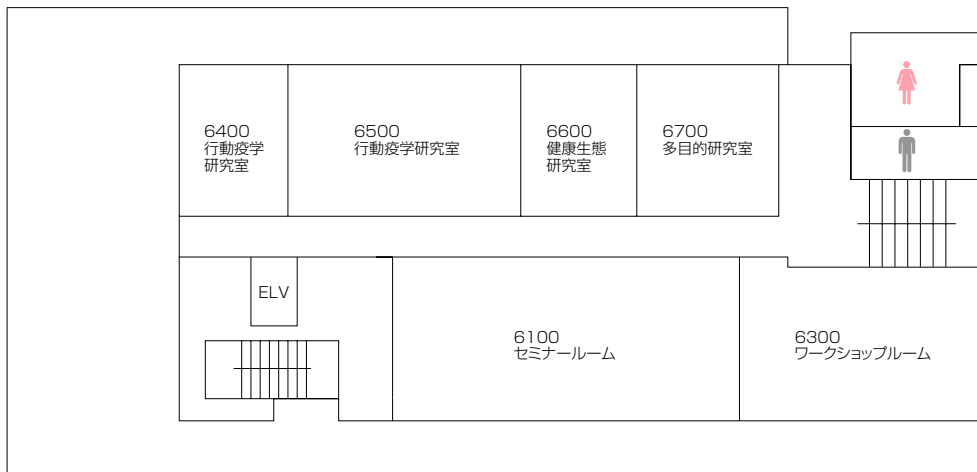 6400
行動疫学
研究室
6500
行動疫学研究室
6600
健康生態
研究室
6700
多目的研究室
ELV
6100
セミナールーム
6300
ワークショップルーム